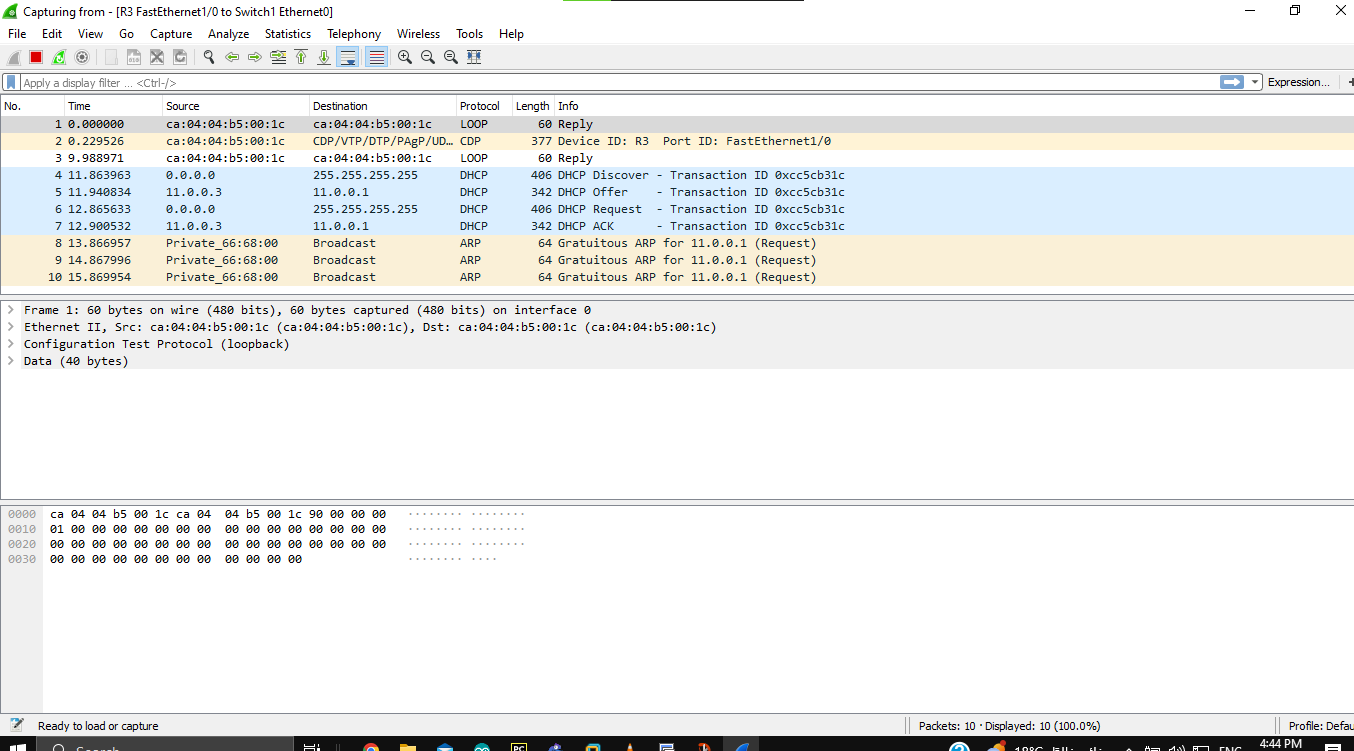 Capturing from - [R3 FastEthernet1/0 to Switch1 Ethernet0]
File Edit View Go Capture Analyze Statistics Telephony Wireless Tools Help
Apply a display filter ... <Ctrl-/> Expression... +
No. Time Source Destination Protocol Length Info
1 0.000000 ca:04:04:b5:00:1c ca:04:04:b5:00:1c LOOP 60 Reply
2 0.229526 ca:04:04:b5:00:1c CDP/VTP/DTP/PAgP/UD… CDP 377 Device ID: R3 Port ID: FastEthernet1/0
3 9.988971 ca:04:04:b5:00:1c ca:04:04:b5:00:1c LOOP 60 Reply
4 11.863963 0.0.0.0 255.255.255.255 DHCP 406 DHCP Discover - Transaction ID 0xcc5cb31c
5 11.940834 11.0.0.3 11.0.0.1 DHCP 342 DHCP Offer - Transaction ID 0xcc5cb31c
6 12.865633 0.0.0.0 255.255.255.255 DHCP 406 DHCP Request - Transaction ID 0xcc5cb31c
7 12.900532 11.0.0.3 11.0.0.1 DHCP 342 DHCP ACK - Transaction ID 0xcc5cb31c
8 13.866957 Private_66:68:00 Broadcast ARP 64 Gratuitous ARP for 11.0.0.1 (Request)
9 14.867996 Private_66:68:00 Broadcast ARP 64 Gratuitous ARP for 11.0.0.1 (Request)
10 15.869954 Private_66:68:00 Broadcast ARP 64 Gratuitous ARP for 11.0.0.1 (Request)
Frame 1: 60 bytes on wire (480 bits), 60 bytes captured (480 bits) on interface 0
Ethernet II, Src: ca:04:04:b5:00:1c (ca:04:04:b5:00:1c), Dst: ca:04:04:b5:00:1c (ca:04:04:b5:00:1c)
Configuration Test Protocol (loopback)
Data (40 bytes)
0000 ca 04 04 b5 00 1c ca 04 04 b5 00 1c 90 00 00 00 ········ ········
0010 01 00 00 00 00 00 00 00 00 00 00 00 00 00 00 00 ········ ········
0020 00 00 00 00 00 00 00 00 00 00 00 00 00 00 00 00 ········ ········
0030 00 00 00 00 00 00 00 00 00 00 00 00 ········ ····
Ready to load or capture Packets: 10 · Displayed: 10 (100.0%) Profile: Defau
Search PC 18°C ENG 4:44 PM